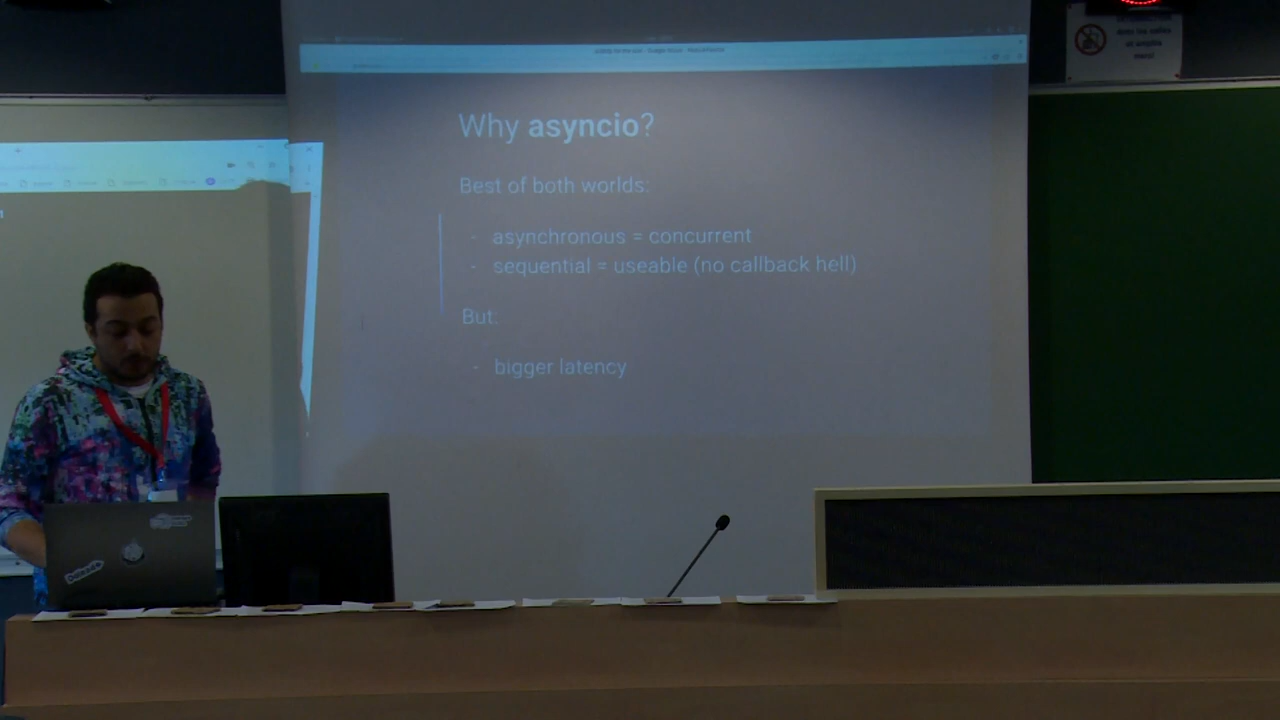 Why asyncio?
Best of both worlds:
- asynchronous = concurrent
- sequential = useable (no callback hell)
But:
- bigger latency